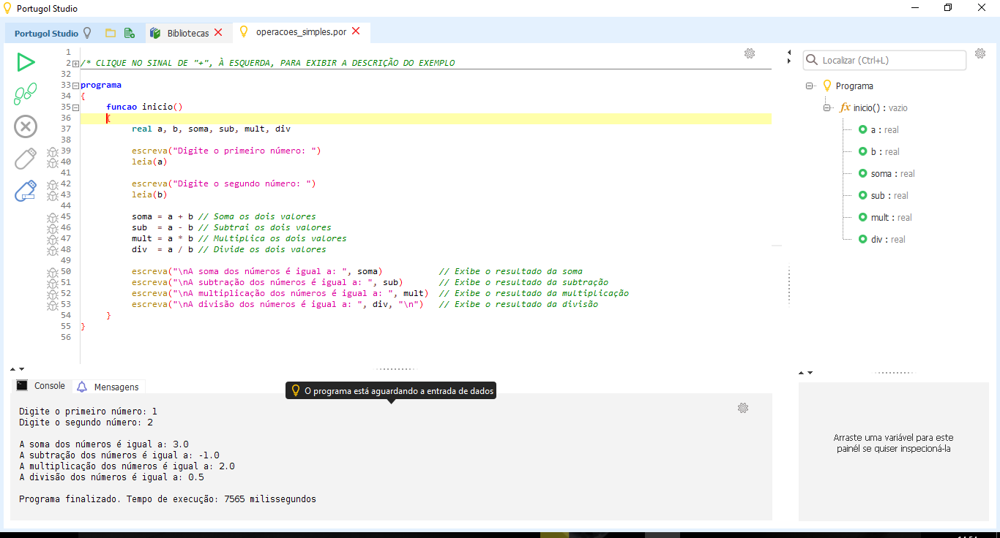 Portugol Studio
Portugol Studio Bibliotecas operacoes_simples.por
1
2 /* CLIQUE NO SINAL DE "+", À ESQUERDA, PARA EXIBIR A DESCRIÇÃO DO EXEMPLO
32
33 programa
34 {
35 funcao inicio()
36 {
37 real a, b, soma, sub, mult, div
38
39 escreva("Digite o primeiro número: ")
40 leia(a)
41
42 escreva("Digite o segundo número: ")
43 leia(b)
44
45 soma = a + b // Soma os dois valores
46 sub  = a - b // Subtrai os dois valores
47 mult = a * b // Multiplica os dois valores
48 div  = a / b // Divide os dois valores
49
50 escreva("\nA soma dos números é igual a: ", soma) // Exibe o resultado da soma
51 escreva("\nA subtração dos números é igual a: ", sub) // Exibe o resultado da subtração
52 escreva("\nA multiplicação dos números é igual a: ", mult) // Exibe o resultado da multiplicação
53 escreva("\nA divisão dos números é igual a: ", div, "\n") // Exibe o resultado da divisão
54 }
55 }
56
Localizar (Ctrl+L)
Programa
fx inicio() : vazio
a : real
b : real
soma : real
sub : real
mult : real
div : real
Console Mensagens
O programa está aguardando a entrada de dados
Digite o primeiro número: 1
Digite o segundo número: 2
A soma dos números é igual a: 3.0
A subtração dos números é igual a: -1.0
A multiplicação dos números é igual a: 2.0
A divisão dos números é igual a: 0.5
Programa finalizado. Tempo de execução: 7565 milissegundos
Arraste uma variável para este
painél se quiser inspecioná-la